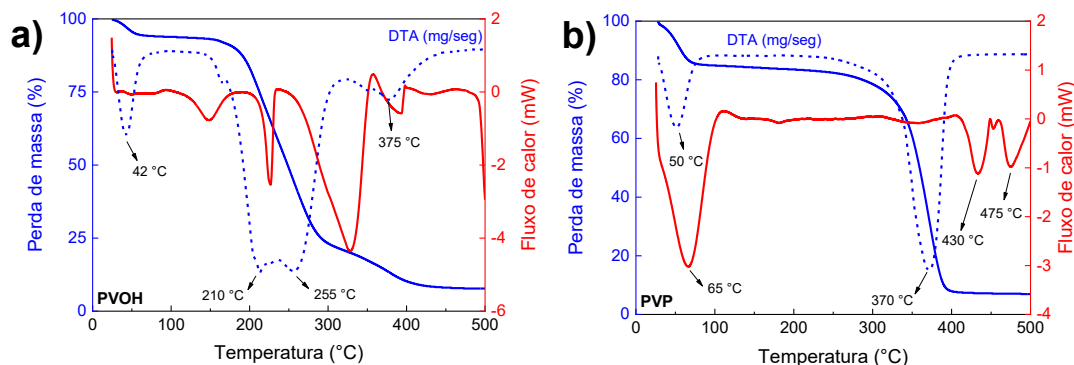 a)
DTA (mg/seg)
Perda de massa (%)
100
75
50
25
0
2
1
0
-2
-4
-6
Fluxo de calor (mW)
42 °C
375 °C
210 °C
255 °C
PVOH
0 100 200 300 400 500
Temperatura (°C)
b)
DTA (mg/seg)
Perda de massa (%)
100
80
60
40
20
0
2
1
0
-1
-2
-3
-4
Fluxo de calor (mW)
50 °C
65 °C
430 °C
475 °C
370 °C
PVP
0 100 200 300 400 500
Temperatura (°C)